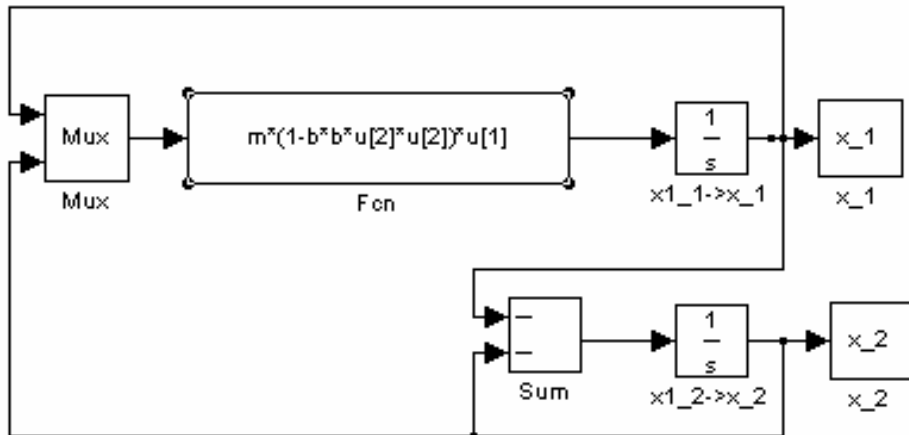 Mux
Mux
m*(1-b*b*u[2]*u[2])*u[1]
Fcn
1
s
x1_1->x_1
x_1
x_1
−
−
Sum
1
s
x1_2->x_2
x_2
x_2